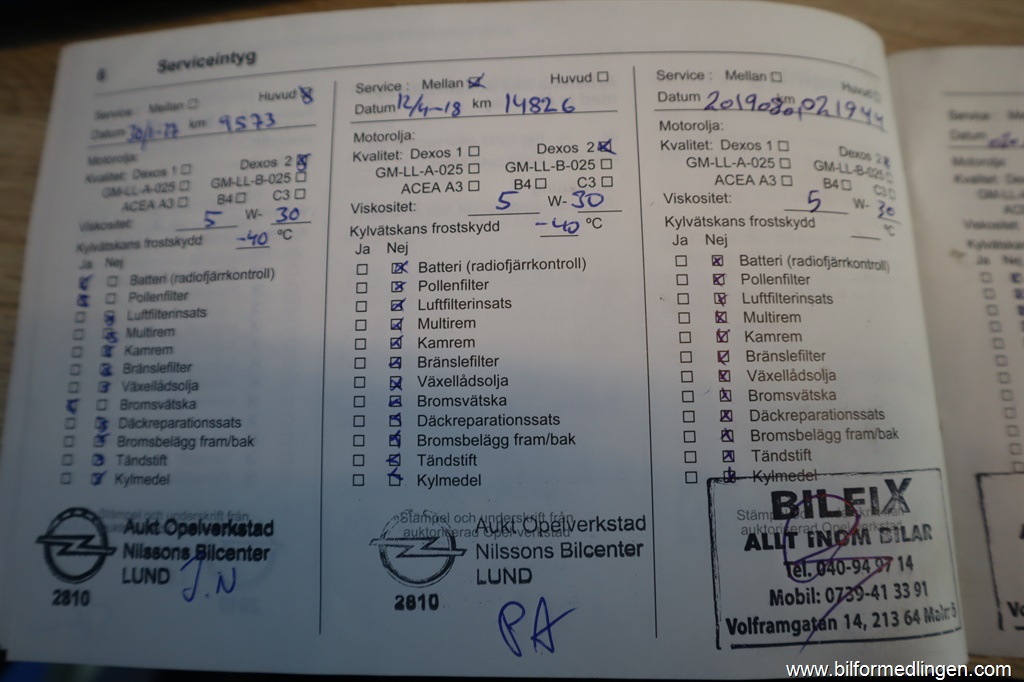 8 Serviceintyg
Service: Mellan ☐ Huvud ☒
Datum km 9573
Motorolja:
Kvalitet: Dexos 1 ☐ Dexos 2 ☒
GM-LL-A-025 ☐ GM-LL-B-025 ☐
ACEA A3 ☐ B4 ☐ C3 ☐
Viskositet: 5 W- 30
Kylvätskans frostskydd -40 °C
Ja Nej
☒ ☐ Batteri (radiofjärrkontroll)
☒ ☐ Pollenfilter
☐ ☒ Luftfilterinsats
☐ ☒ Multirem
☐ ☒ Kamrem
☐ ☒ Bränslefilter
☐ ☒ Växellådsolja
☒ ☐ Bromsvätska
☐ ☒ Däckreparationssats
☐ ☒ Bromsbelägg fram/bak
☐ ☒ Tändstift
☐ ☒ Kylmedel
Stämpel och underskrift från
Aukt Opelverkstad
Nilssons Bilcenter
LUND
2810
J.N
Service : Mellan ☒ Huvud ☐
Datum 12/4-18 km 14826
Motorolja:
Kvalitet: Dexos 1 ☐ Dexos 2 ☒
GM-LL-A-025 ☐ GM-LL-B-025 ☐
ACEA A3 ☐ B4 ☐ C3 ☐
Viskositet: 5 W- 30
Kylvätskans frostskydd -40 °C
Ja Nej
☐ ☒ Batteri (radiofjärrkontroll)
☐ ☒ Pollenfilter
☐ ☒ Luftfilterinsats
☐ ☒ Multirem
☐ ☒ Kamrem
☐ ☒ Bränslefilter
☐ ☒ Växellådsolja
☐ ☒ Bromsvätska
☐ ☒ Däckreparationssats
☐ ☒ Bromsbelägg fram/bak
☐ ☒ Tändstift
☐ ☒ Kylmedel
Stämpel och underskrift från
auktoriserad Opel verkstad
Aukt Opelverkstad
Nilssons Bilcenter
LUND
2810
PA
Service : Mellan ☐ Huvud ☐
Datum km
Motorolja:
Kvalitet: Dexos 1 ☐ Dexos 2 ☒
GM-LL-A-025 ☐ GM-LL-B-025 ☐
ACEA A3 ☐ B4 ☐ C3 ☐
Viskositet: 5 W- 30
Kylvätskans frostskydd °C
Ja Nej
☐ ☒ Batteri (radiofjärrkontroll)
☐ ☒ Pollenfilter
☐ ☒ Luftfilterinsats
☐ ☒ Multirem
☐ ☒ Kamrem
☐ ☒ Bränslefilter
☐ ☒ Växellådsolja
☐ ☒ Bromsvätska
☐ ☒ Däckreparationssats
☐ ☒ Bromsbelägg fram/bak
☐ ☒ Tändstift
☐ ☒ Kylmedel
BILFIX
ALLT INOM BILAR
Tel. 040-94 97 14
Mobil: 0739-41 33 91
Volframgatan 14, 213 64
www.bilformedlingen.com